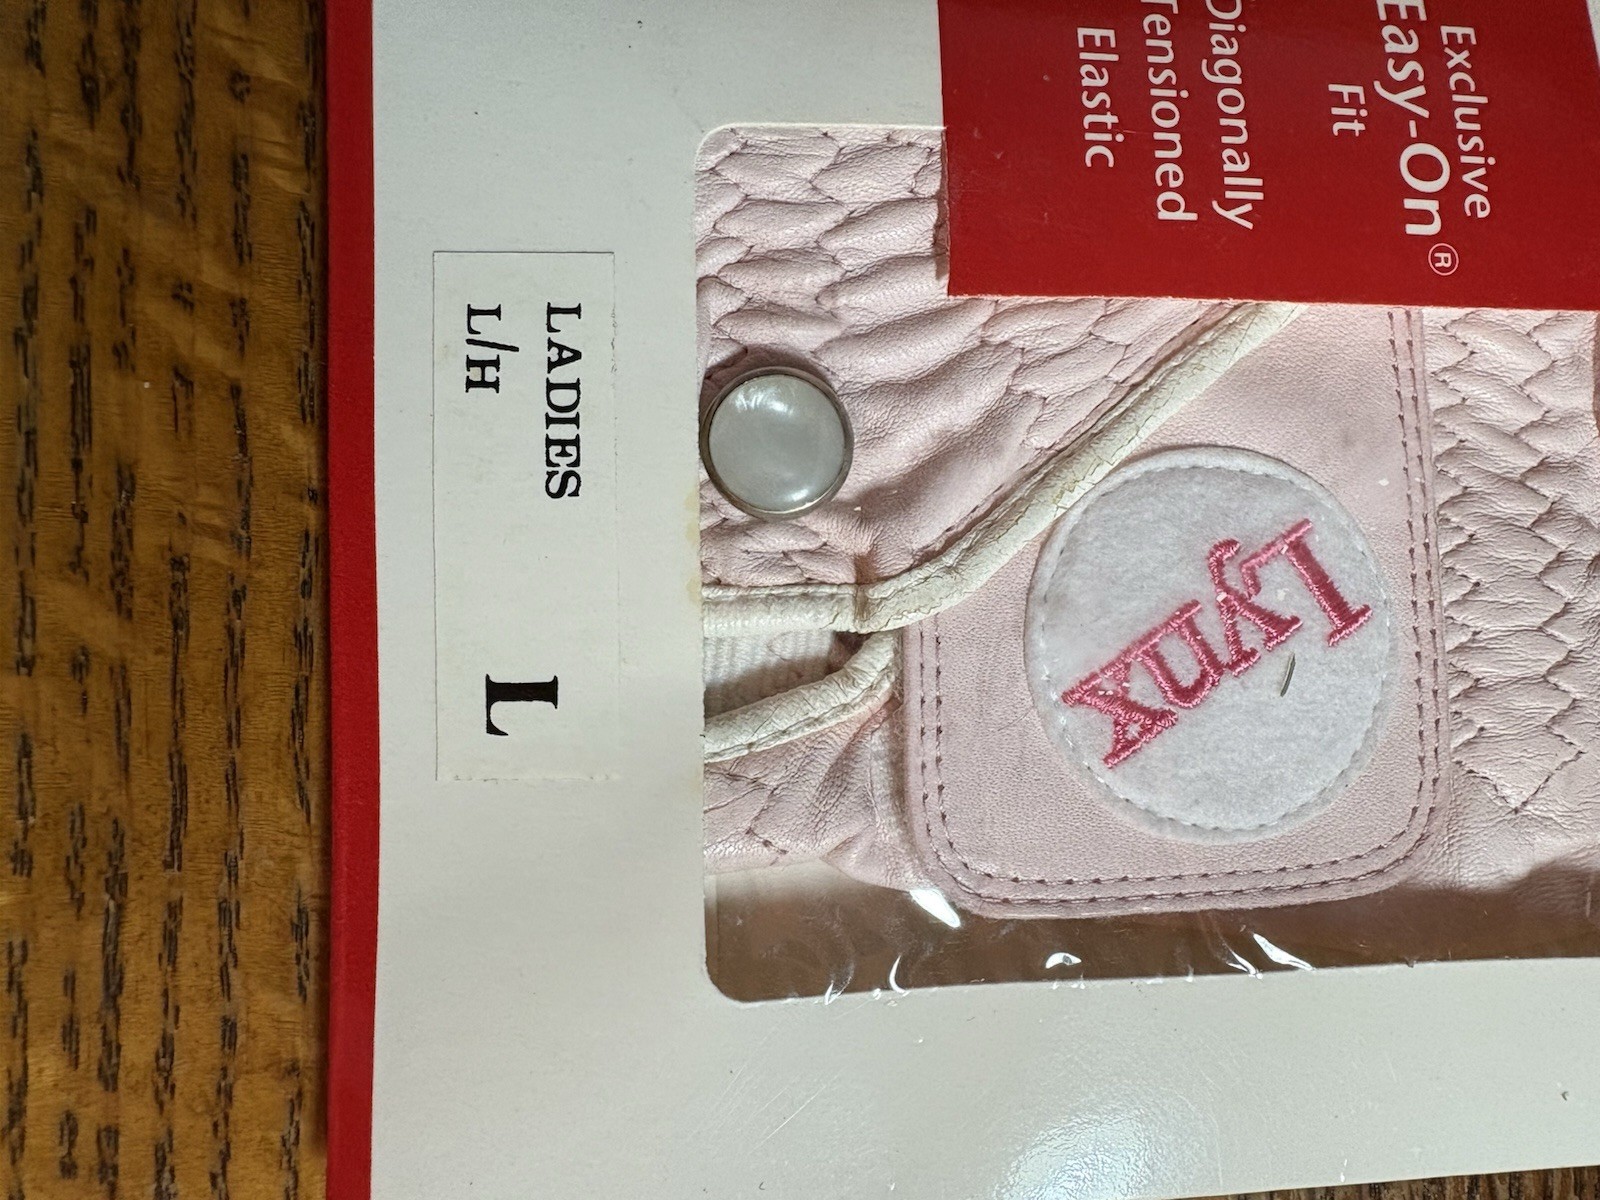 Exclusive
Easy-On®
Fit
Diagonally
Tensioned
Elastic
Lynx
LADIES
L/H
L